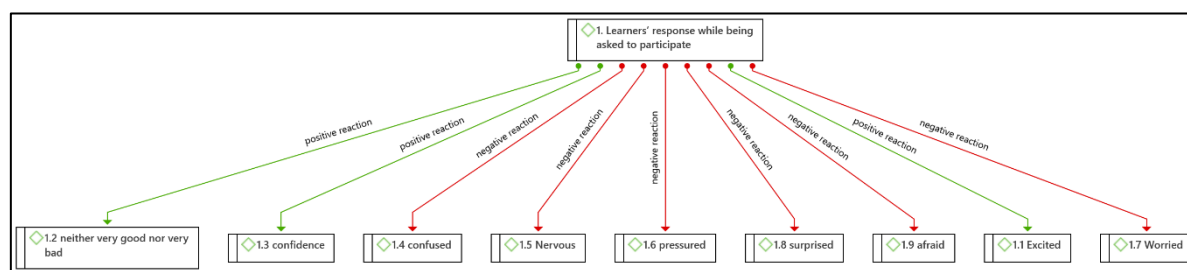 1. Learners' response while being
asked to participate
positive reaction
positive reaction
negative reaction
negative reaction
negative reaction
negative reaction
negative reaction
positive reaction
negative reaction
1.2 neither very good nor very
bad
1.3 confidence
1.4 confused
1.5 Nervous
1.6 pressured
1.8 surprised
1.9 afraid
1.1 Excited
1.7 Worried